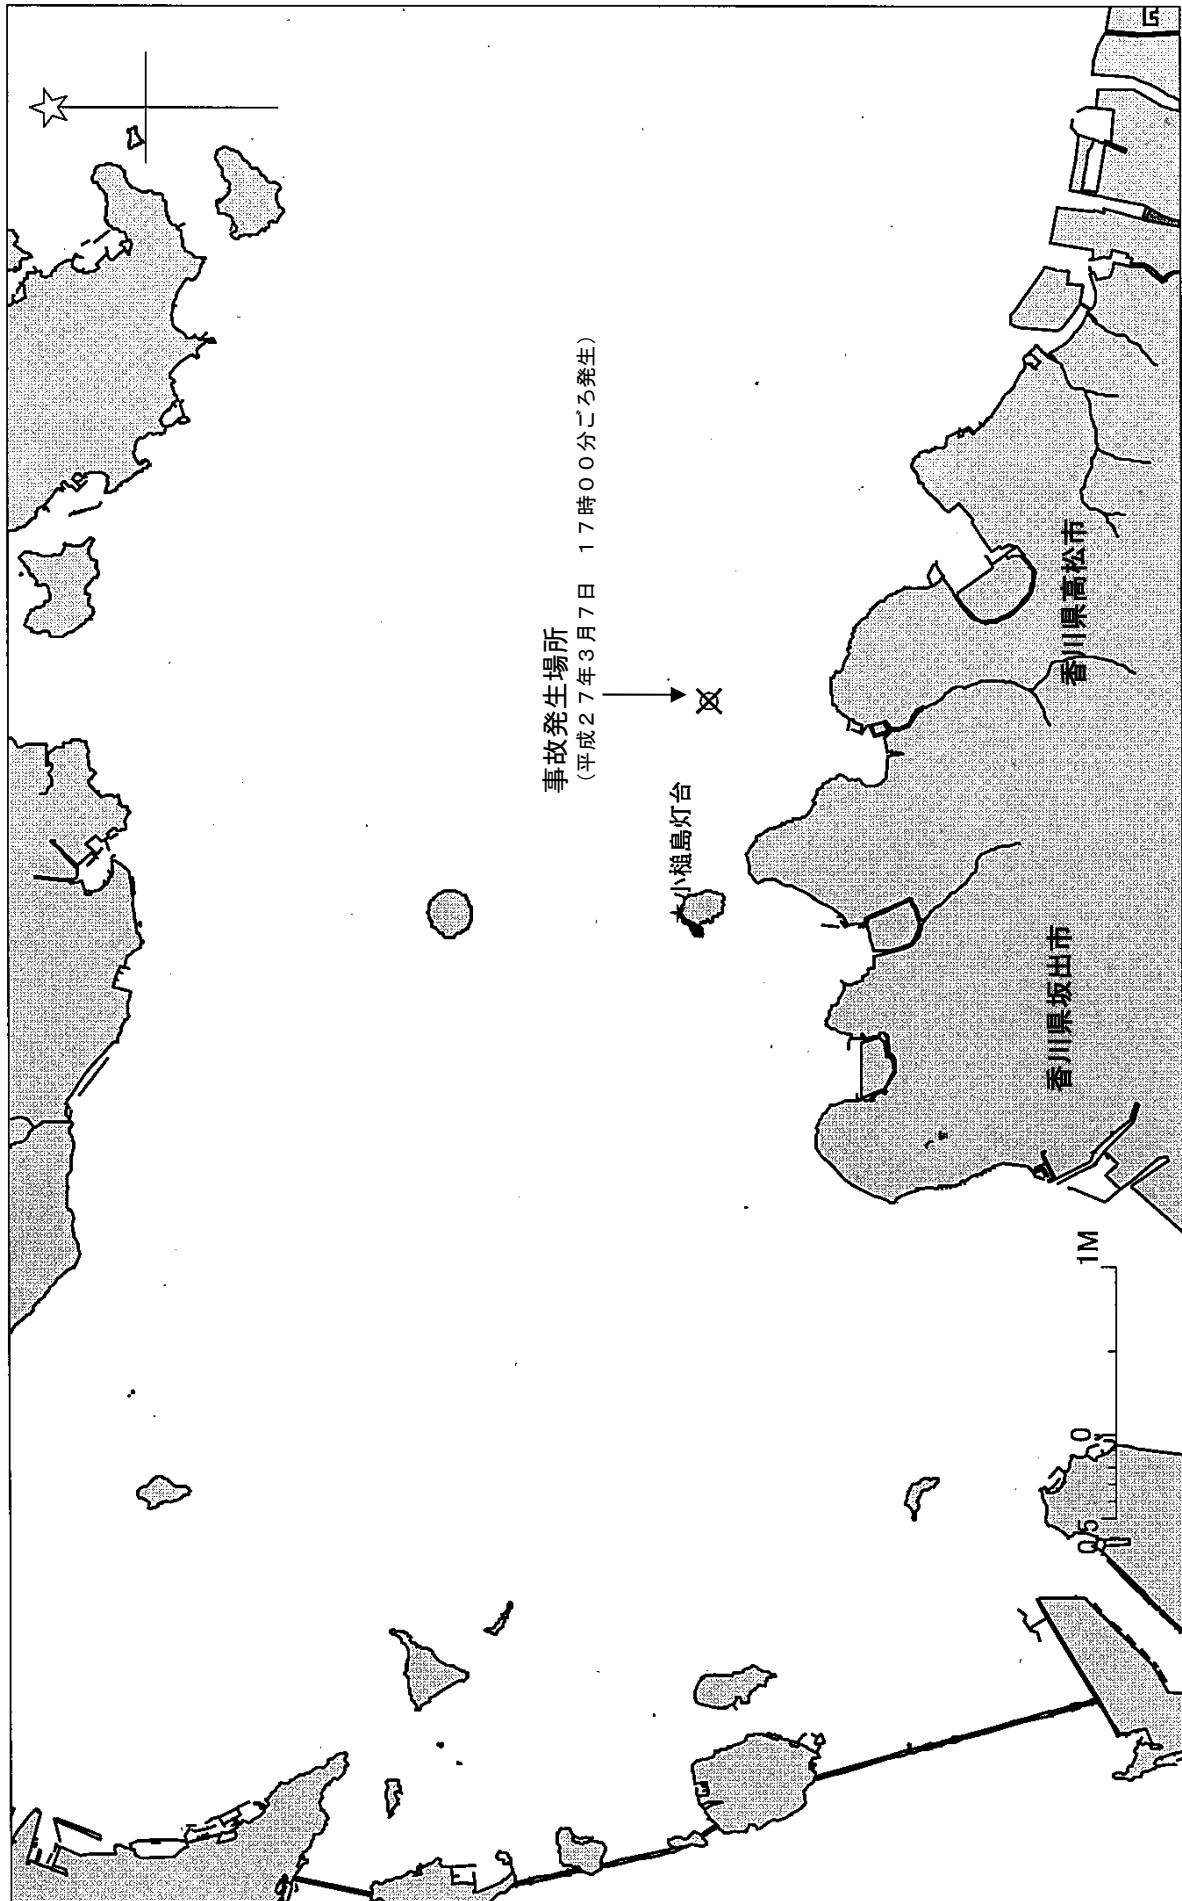 事故発生場所
(平成27年3月7日　17時00分ごろ発生)
小槌島灯台
香川県高松市
香川県坂出市
0.5
0
1M